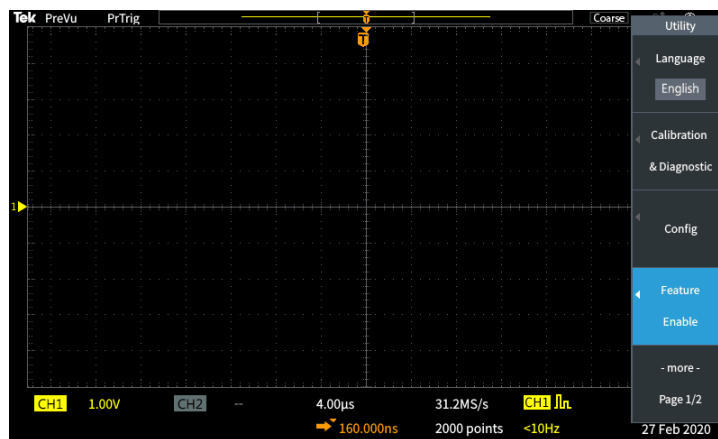 Tek PreVu PrTrig Coarse
T
T
Utility
Language
English
Calibration
& Diagnostic
Config
Feature
Enable
- more -
Page 1/2
1
CH1 1.00V CH2 -- 4.00µs 31.2MS/s CH1
160.000ns 2000 points <10Hz 27 Feb 2020